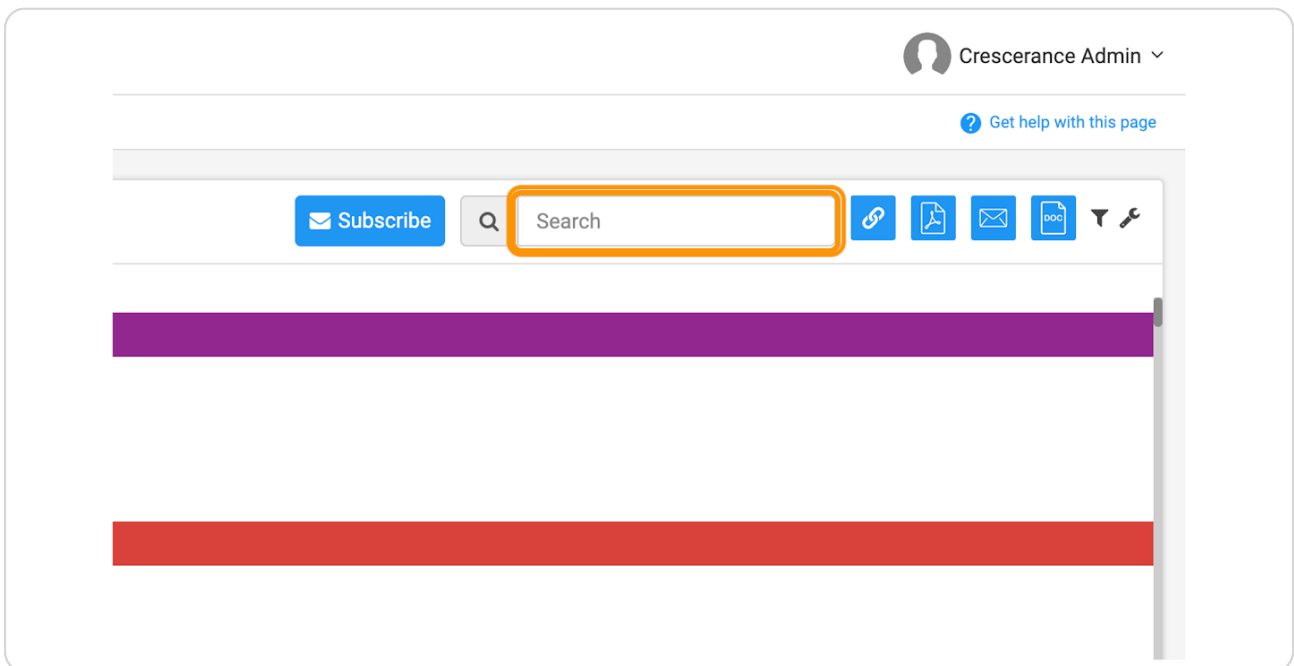 Crescerance Admin
Get help with this page
Subscribe
Search
DOC